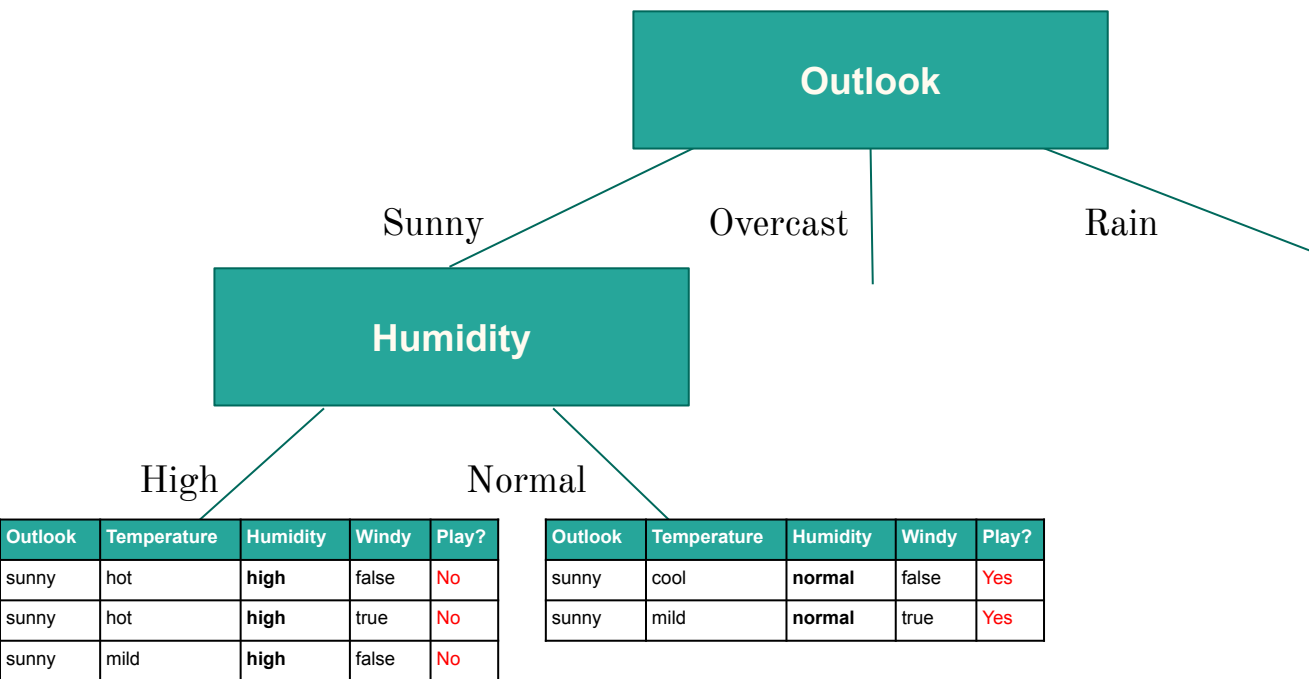 Outlook
Sunny Overcast Rain
Humidity
High Normal
Outlook Temperature Humidity Windy Play?
sunny hot high false No
sunny hot high true No
sunny mild high false No
Outlook Temperature Humidity Windy Play?
sunny cool normal false Yes
sunny mild normal true Yes